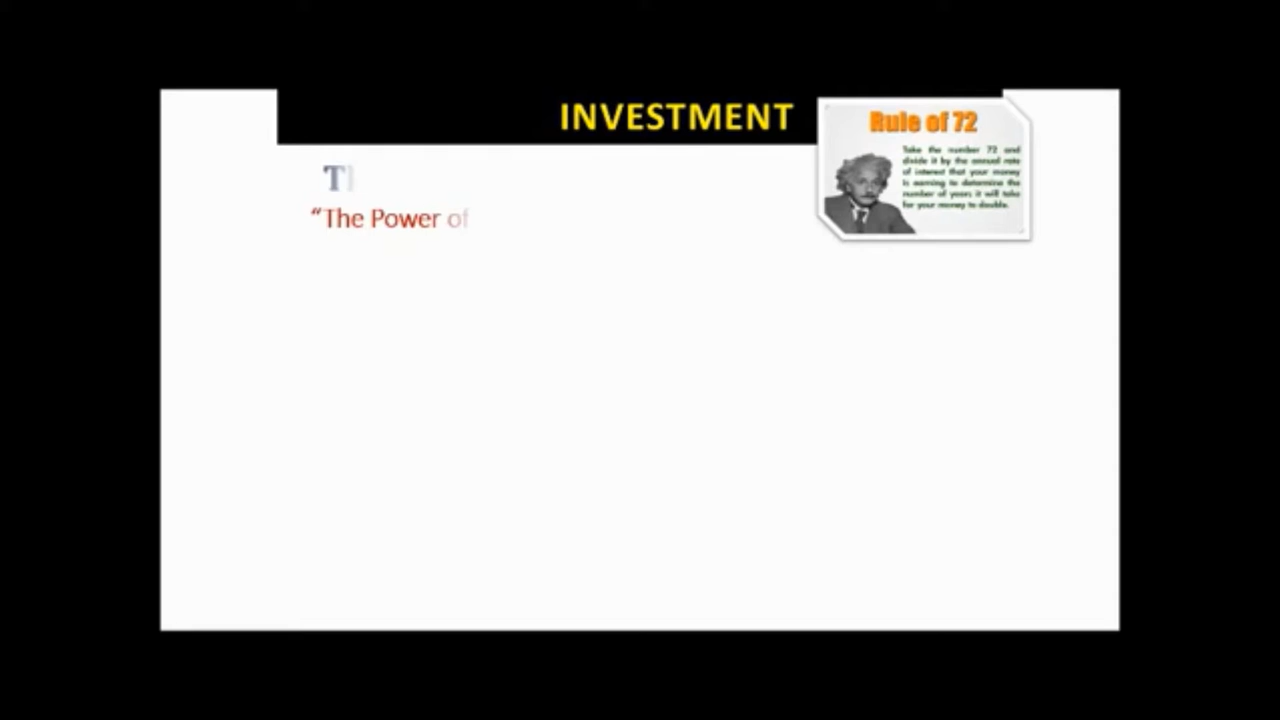 INVESTMENT
Rule of 72
Take the number 72 and
divide it by the annual rate
of interest that your money
is earning to determine the
number of years it will take
for your money to double.
T
“The Power of